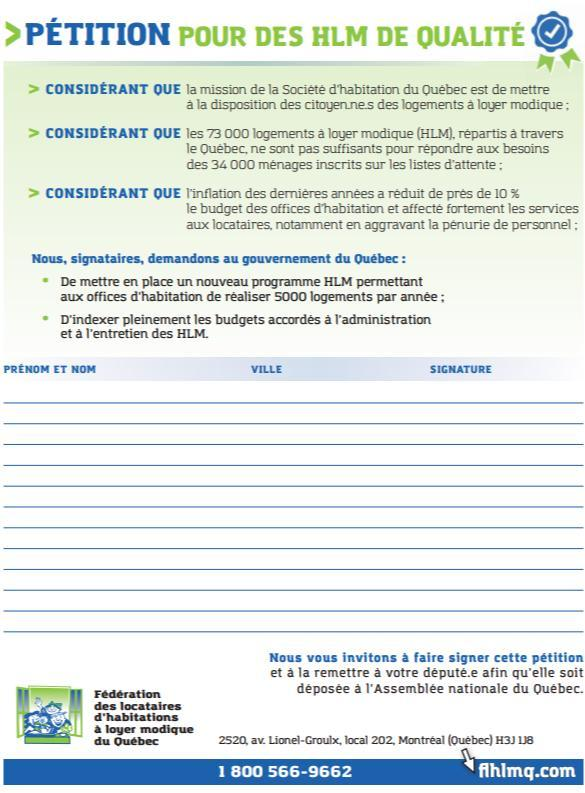 >PÉTITION POUR DES HLM DE QUALITÉ
> CONSIDÉRANT QUE la mission de la Société d'habitation du Québec est de mettre
à la disposition des citoyen.ne.s des logements à loyer modique ;
> CONSIDÉRANT QUE les 73 000 logements à loyer modique (HLM), répartis à travers
le Québec, ne sont pas suffisants pour répondre aux besoins
des 34 000 ménages inscrits sur les listes d'attente ;
> CONSIDÉRANT QUE l'inflation des dernières années a réduit de près de 10 %
le budget des offices d'habitation et affecté fortement les services
aux locataires, notamment en aggravant la pénurie de personnel ;
Nous, signataires, demandons au gouvernement du Québec :
• De mettre en place un nouveau programme HLM permettant
aux offices d'habitation de réaliser 5000 logements par année ;
• D'indexer pleinement les budgets accordés à l'administration
et à l'entretien des HLM.
PRÉNOM ET NOM VILLE SIGNATURE
Nous vous invitons à faire signer cette pétition
et à la remettre à votre député.e afin qu'elle soit
déposée à l'Assemblée nationale du Québec.
Fédération
des locataires
d'habitations
à loyer modique
du Québec
2520, av. Lionel-Groulx, local 202, Montréal (Québec) H3J 1J8
1 800 566-9662
flhlmq.com